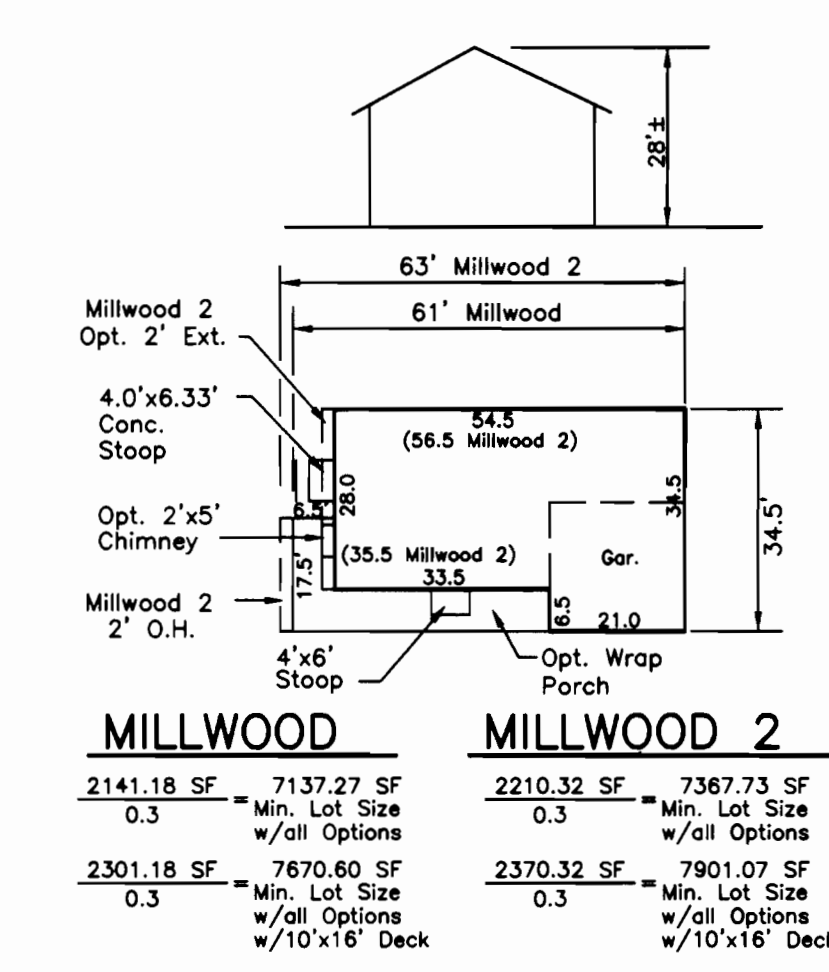 28'±
63' Millwood 2
61' Millwood
Millwood 2
Opt. 2' Ext.
4.0'x6.33'
Conc.
Stoop
Opt. 2'x5'
Chimney
Millwood 2
2' O.H.
54.5
(56.5 Millwood 2)
28.0
34.5
34.5'
6.5'
17.5'
(35.5 Millwood 2)
33.5
Gar.
6.5
21.0
4'x6'
Stoop
Opt. Wrap
Porch
MILLWOOD
2141.18 SF = 7137.27 SF
0.3 Min. Lot Size
w/all Options
2301.18 SF = 7670.60 SF
0.3 Min. Lot Size
w/all Options
w/10'x16' Deck
MILLWOOD 2
2210.32 SF = 7367.73 SF
0.3 Min. Lot Size
w/all Options
2370.32 SF = 7901.07 SF
0.3 Min. Lot Size
w/all Options
w/10'x16' Deck